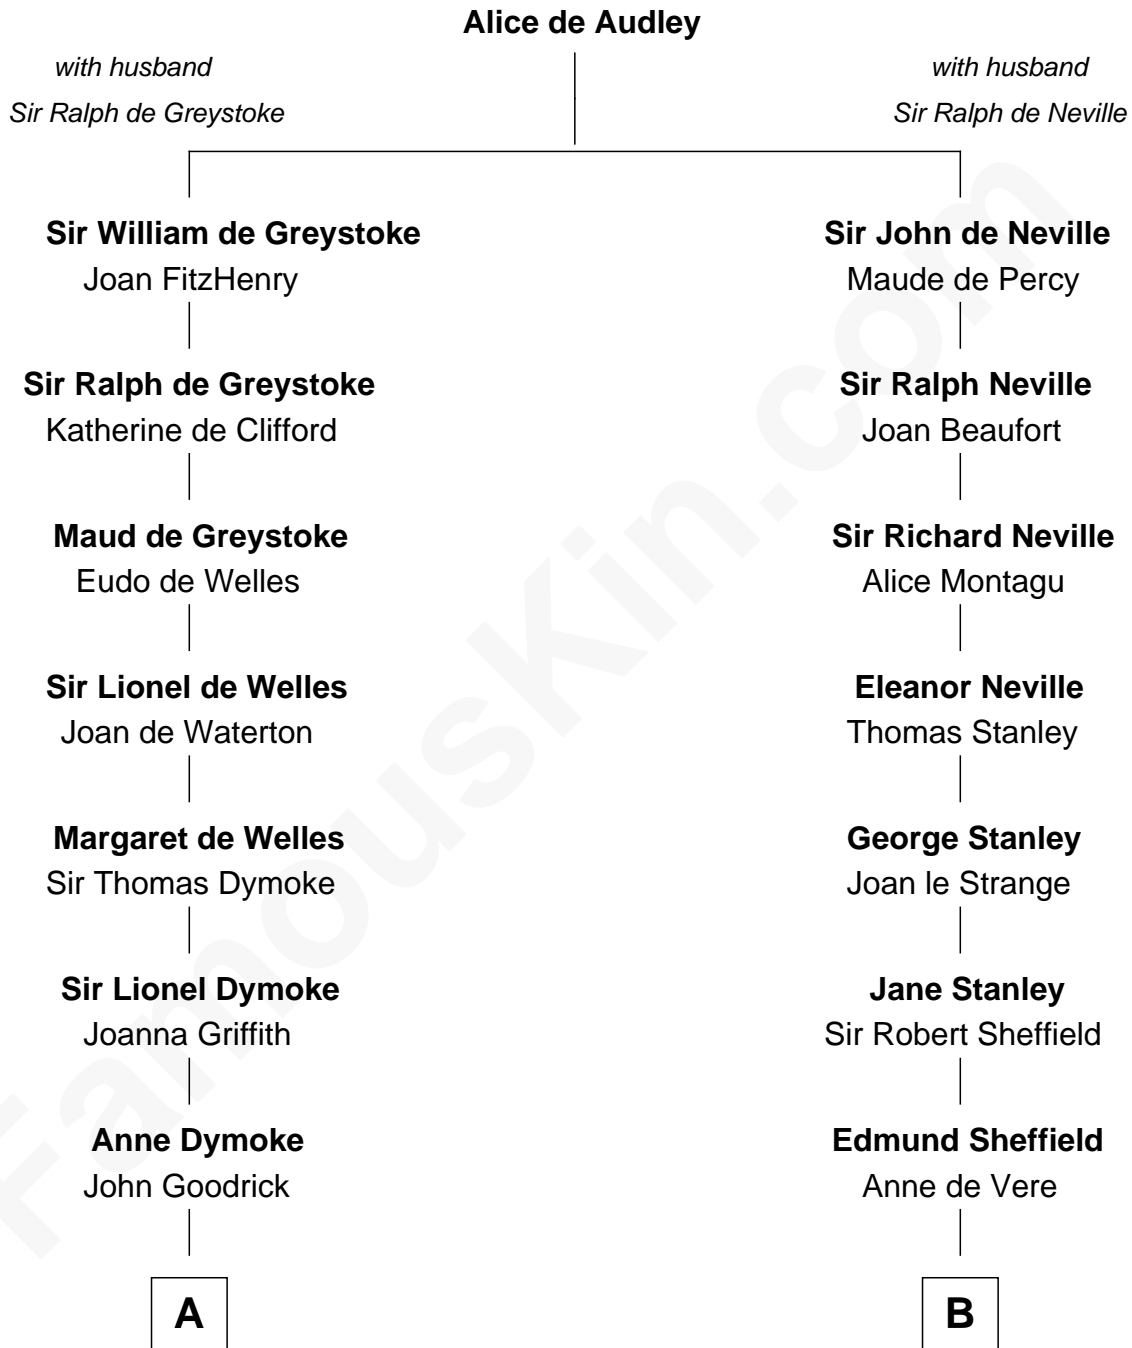 Alice de Audley
with husband
Sir Ralph de Greystoke
with husband
Sir Ralph de Neville
Sir William de Greystoke
Joan FitzHenry
Sir Ralph de Greystoke
Katherine de Clifford
Maud de Greystoke
Eudo de Welles
Sir Lionel de Welles
Joan de Waterton
Margaret de Welles
Sir Thomas Dymoke
Sir Lionel Dymoke
Joanna Griffith
Anne Dymoke
John Goodrick
A
Sir John de Neville
Maude de Percy
Sir Ralph Neville
Joan Beaufort
Sir Richard Neville
Alice Montagu
Eleanor Neville
Thomas Stanley
George Stanley
Joan le Strange
Jane Stanley
Sir Robert Sheffield
Edmund Sheffield
Anne de Vere
B
FamousKin.com